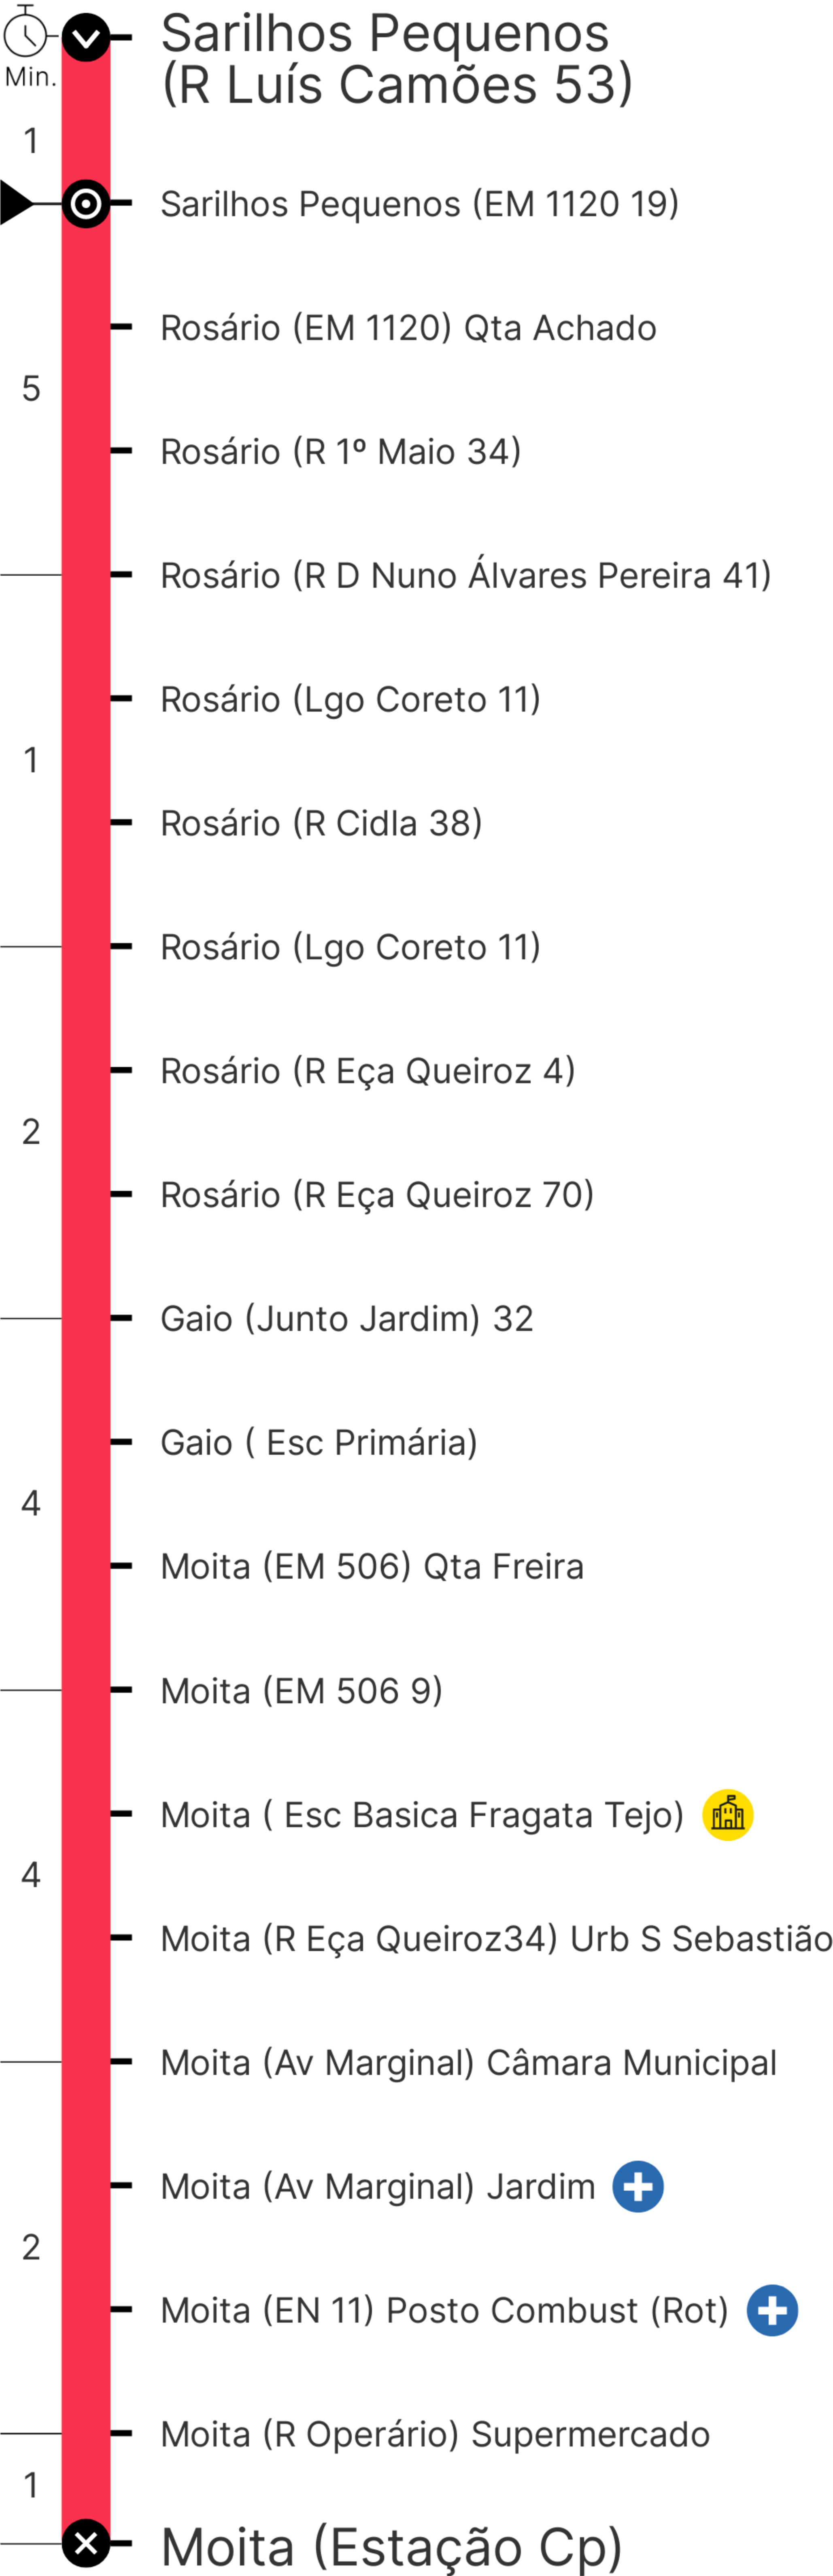 Sarilhos Pequenos
(R Luís Camões 53)
Min.
1
Sarilhos Pequenos (EM 1120 19)
Rosário (EM 1120) Qta Achado
5
Rosário (R 1º Maio 34)
Rosário (R D Nuno Álvares Pereira 41)
Rosário (Lgo Coreto 11)
1
Rosário (R Cidla 38)
Rosário (Lgo Coreto 11)
Rosário (R Eça Queiroz 4)
2
Rosário (R Eça Queiroz 70)
Gaio (Junto Jardim) 32
Gaio ( Esc Primária)
4
Moita (EM 506) Qta Freira
Moita (EM 506 9)
Moita ( Esc Basica Fragata Tejo)
4
Moita (R Eça Queiroz34) Urb S Sebastião
Moita (Av Marginal) Câmara Municipal
Moita (Av Marginal) Jardim
2
Moita (EN 11) Posto Combust (Rot)
Moita (R Operário) Supermercado
1
Moita (Estação Cp)